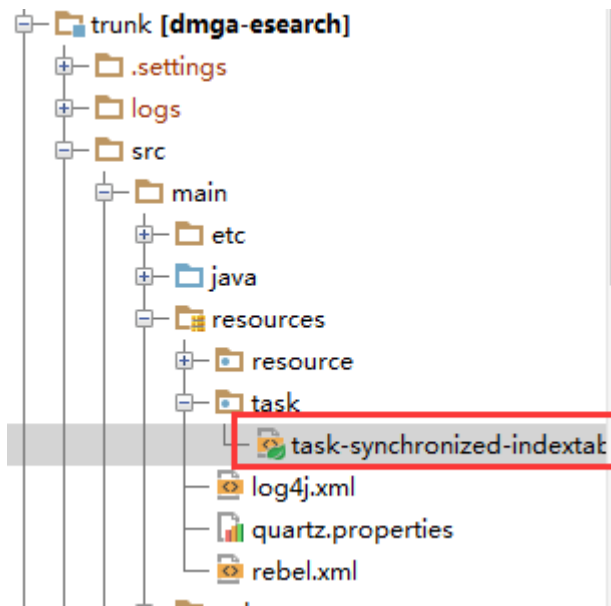 trunk [dmga-esearch]
.settings
logs
src
main
etc
java
resources
resource
task
task-synchronized-indextab
log4j.xml
quartz.properties
rebel.xml